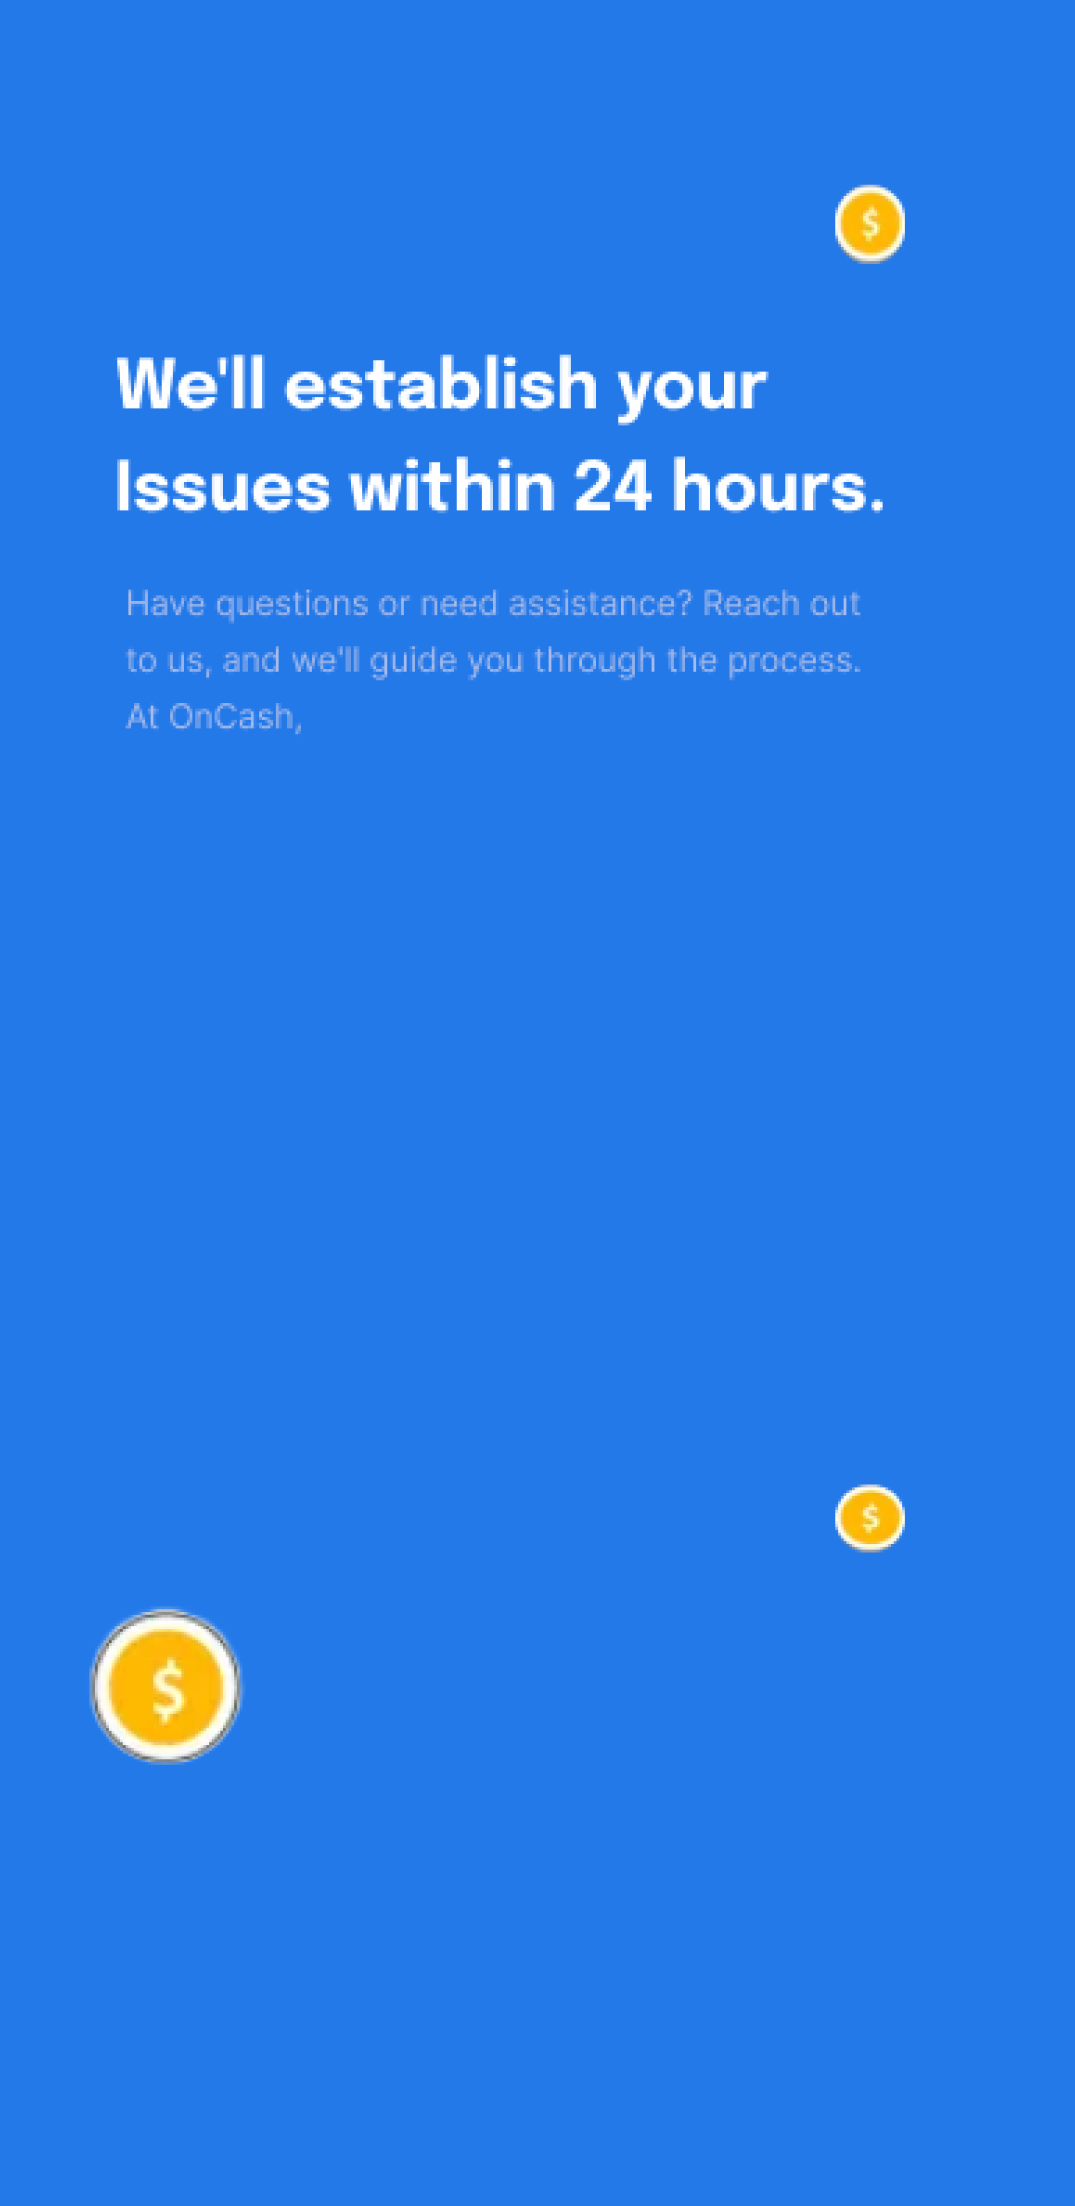 $
We'll establish your
Issues within 24 hours.
Have questions or need assistance? Reach out
to us, and we'll guide you through the process.
At OnCash,
$
$